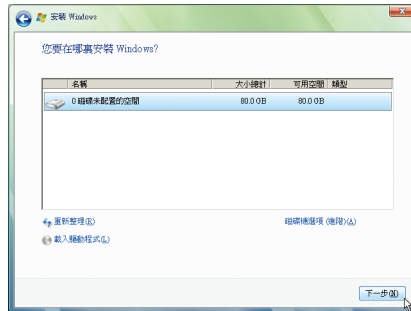 安裝 Windows
您要在哪裏安裝 Windows?
名稱 大小總計 可用空間 類型
0 磁碟未配置的空間 80.0 GB 80.0 GB
重新整理(R) 磁碟機選項 (進階)(A)
載入驅動程式(L)
下一步(N)